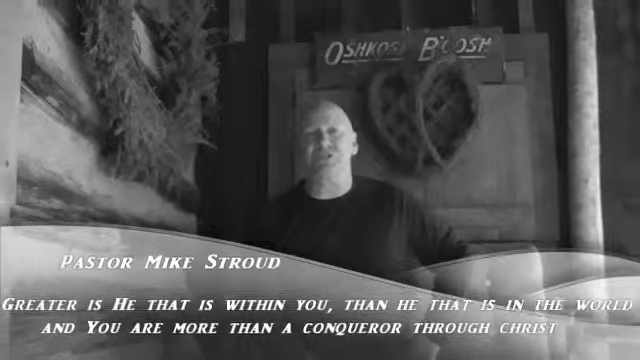 OSHKOSH B'GOSH
PASTOR MIKE STROUD
GREATER IS HE THAT IS WITHIN YOU, THAN HE THAT IS IN THE WORLD
AND YOU ARE MORE THAN A CONQUEROR THROUGH CHRIST